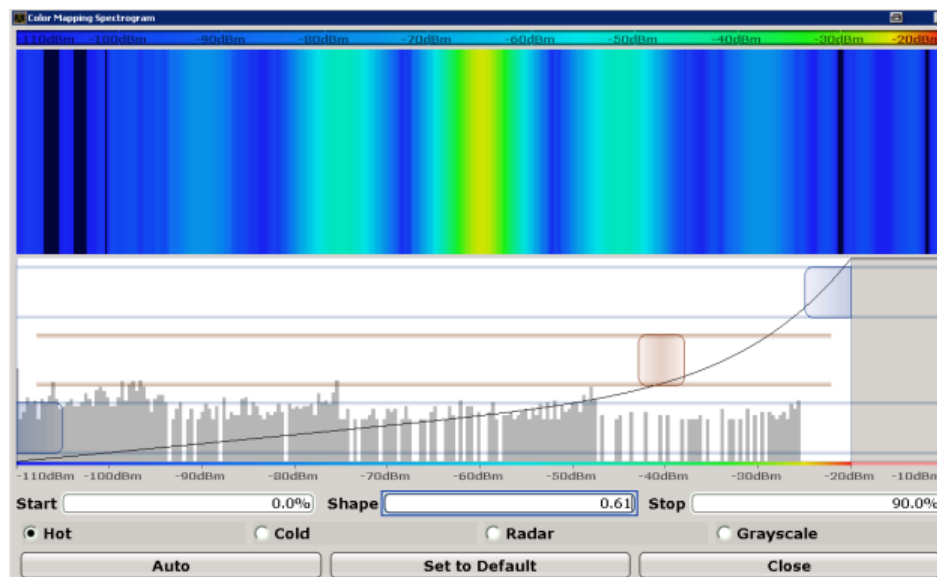 Color Mapping Spectrogram
-110dBm -100dBm -90dBm -80dBm -70dBm -60dBm -50dBm -40dBm -30dBm -20dBm
-110dBm -100dBm -90dBm -80dBm -70dBm -60dBm -50dBm -40dBm -30dBm -20dBm -10dBm
Start 0.0% Shape 0.61 Stop 90.0%
Hot Cold Radar Grayscale
Auto Set to Default Close